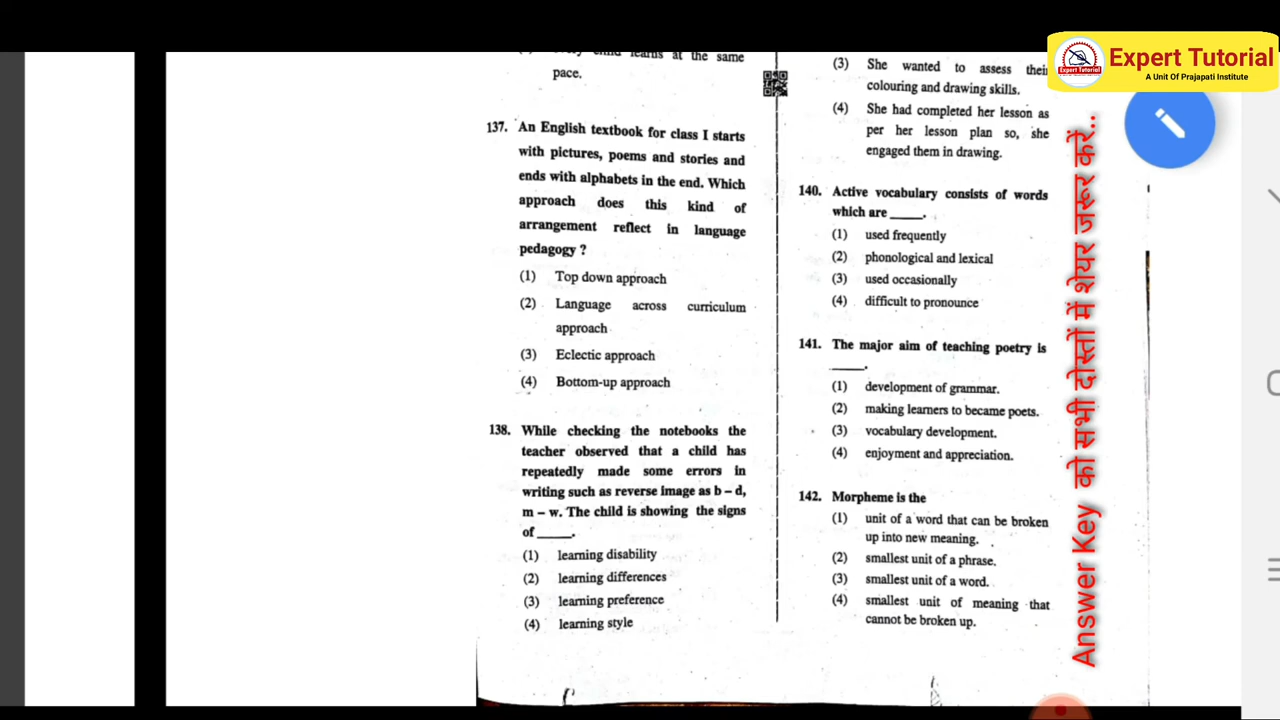 child learns at the same
pace.
137. An English textbook for class I starts
with pictures, poems and stories and
ends with alphabets in the end. Which
approach does this kind of
arrangement reflect in language
pedagogy ?
(1) Top down approach
(2) Language across curriculum
approach
(3) Eclectic approach
(4) Bottom-up approach
138. While checking the notebooks the
teacher observed that a child has
repeatedly made some errors in
writing such as reverse image as b – d,
m – w. The child is showing the signs
of _____.
(1) learning disability
(2) learning differences
(3) learning preference
(4) learning style
(3) She wanted to assess their
colouring and drawing skills.
(4) She had completed her lesson as
per her lesson plan so, she
engaged them in drawing.
140. Active vocabulary consists of words
which are _____.
(1) used frequently
(2) phonological and lexical
(3) used occasionally
(4) difficult to pronounce
141. The major aim of teaching poetry is
_____.
(1) development of grammar.
(2) making learners to became poets.
(3) vocabulary development.
(4) enjoyment and appreciation.
142. Morpheme is the
(1) unit of a word that can be broken
up into new meaning.
(2) smallest unit of a phrase.
(3) smallest unit of a word.
(4) smallest unit of meaning that
cannot be broken up.
Expert Tutorial
Expert Tutorial
A Unit Of Prajapati Institute
Answer Key को सभी दोस्तों में शेयर जरूर करें..